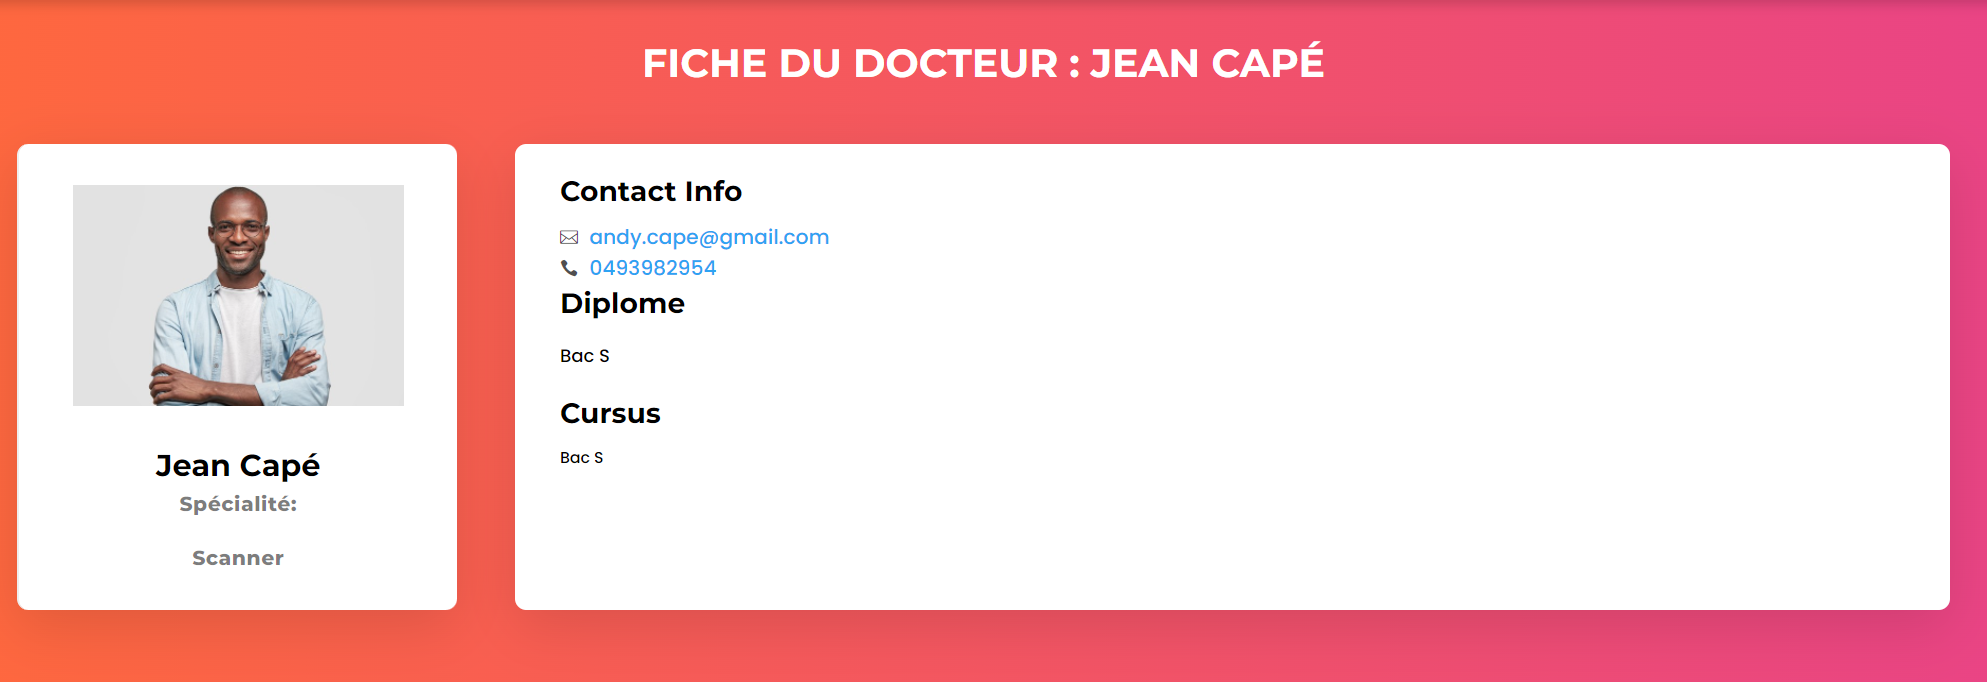 FICHE DU DOCTEUR : JEAN CAPÉ
Jean Capé
Spécialité:
Scanner
Contact Info
andy.cape@gmail.com
0493982954
Diplome
Bac S
Cursus
Bac S